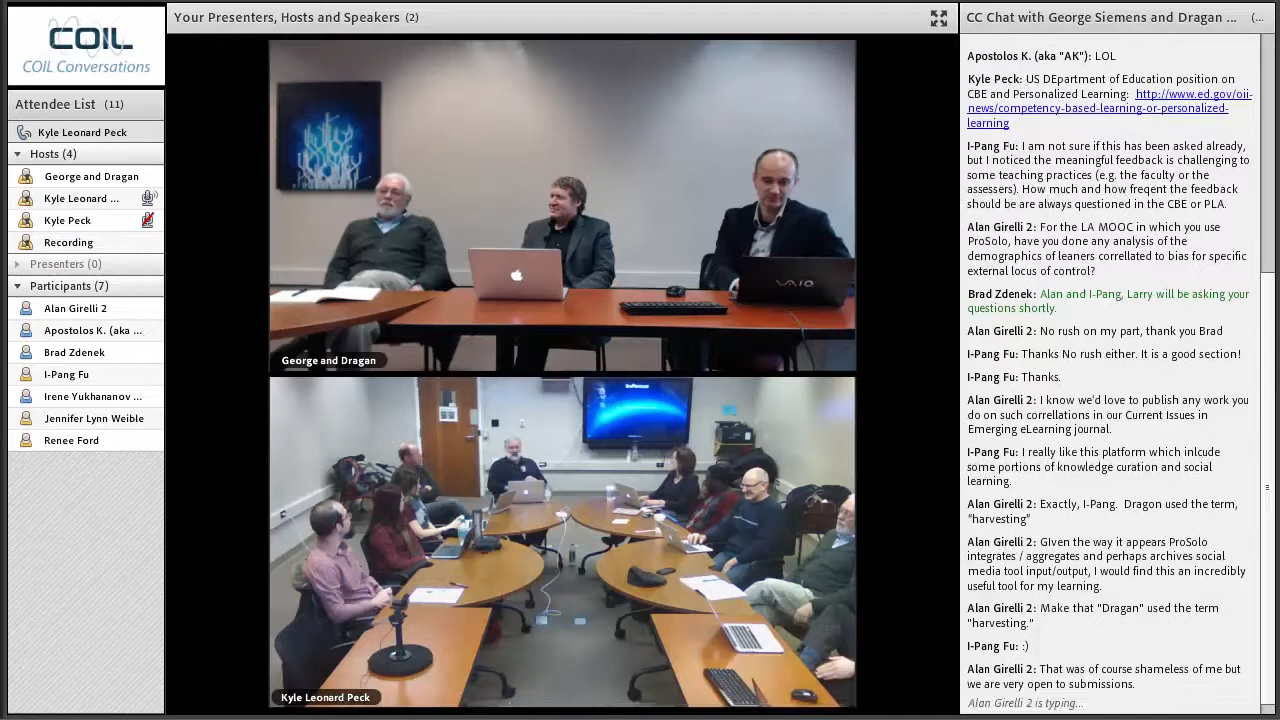 COIL
COIL Conversations
Attendee List (11)
Kyle Leonard Peck
Hosts (4)
George and Dragan
Kyle Leonard ...
Kyle Peck
Recording
Presenters (0)
Participants (7)
Alan Girelli 2
Apostolos K. (aka ...
Brad Zdenek
I-Pang Fu
Irene Yukhananov ...
Jennifer Lynn Weible
Renee Ford
Your Presenters, Hosts and Speakers (2)
VAIO
George and Dragan
Kyle Leonard Peck
CC Chat with George Siemens and Dragan ... (...
Apostolos K. (aka "AK"): LOL
Kyle Peck: US DEpartment of Education position on
CBE and Personalized Learning: http://www.ed.gov/oii-
news/competency-based-learning-or-personalized-
learning
I-Pang Fu: I am not sure if this has been asked already,
but I noticed the meaningful feedback is challenging to
some teaching practices (e.g. the faculty or the
assessors). How much and how freqentle feedback
should be are always questioned in the CBE or PLA.
Alan Girelli 2: For the LA MOOC in which you use
ProSolo, have you done any analysis of the
demographics of leaners correllated to bias for specific
external locus of control?
Brad Zdenek: Alan and I-Pang, Larry will be asking your
questions shortly.
Alan Girelli 2: No rush on my part, thank you Brad
I-Pang Fu: No rush either. It is a good section!
I-Pang Fu: Thanks.
Alan Girelli 2: I know we'd love to publish any work you
do on such correllations in our Current Issues in
Emerging eLearning journal.
I-Pang Fu: I really like this platform which inlcude
some portions of knowledge curation and social
learning.
Alan Girelli 2: Exactly, I-Pang. Dragon used the term,
"harvesting"
Alan Girelli 2: GIven the way it appears ProSolo
integrates / aggregates and perhaps archives social
media tool input/output, I would find this an incredibly
useful tool for my learning.
Alan Girelli 2: Make that "Dragan" used the term
"harvesting."
I-Pang Fu: :)
Alan Girelli 2: That was of course shameless of me but
we are very open to submissions.
Alan Girelli 2 is typing...